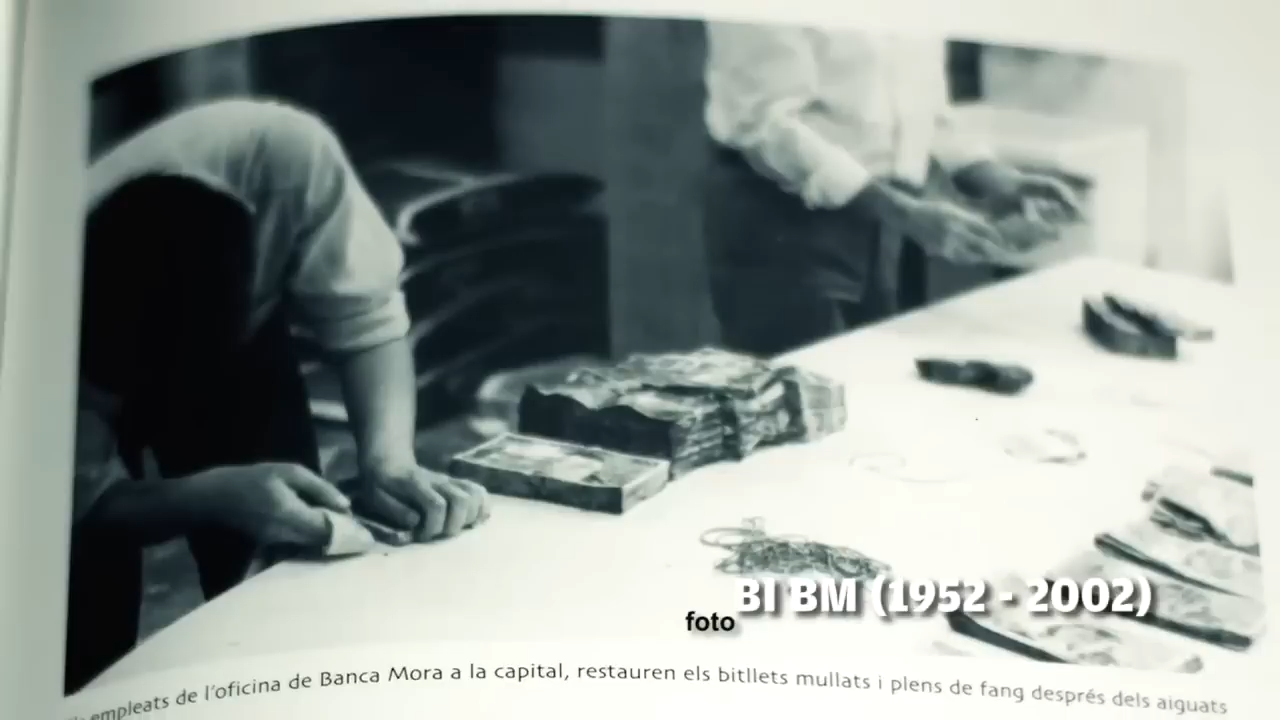 BI BM (1952 - 2002)
foto
empleats de l'oficina de Banca Mora a la capital, restauren els bitllets mullats i plens de fang després dels aiguats